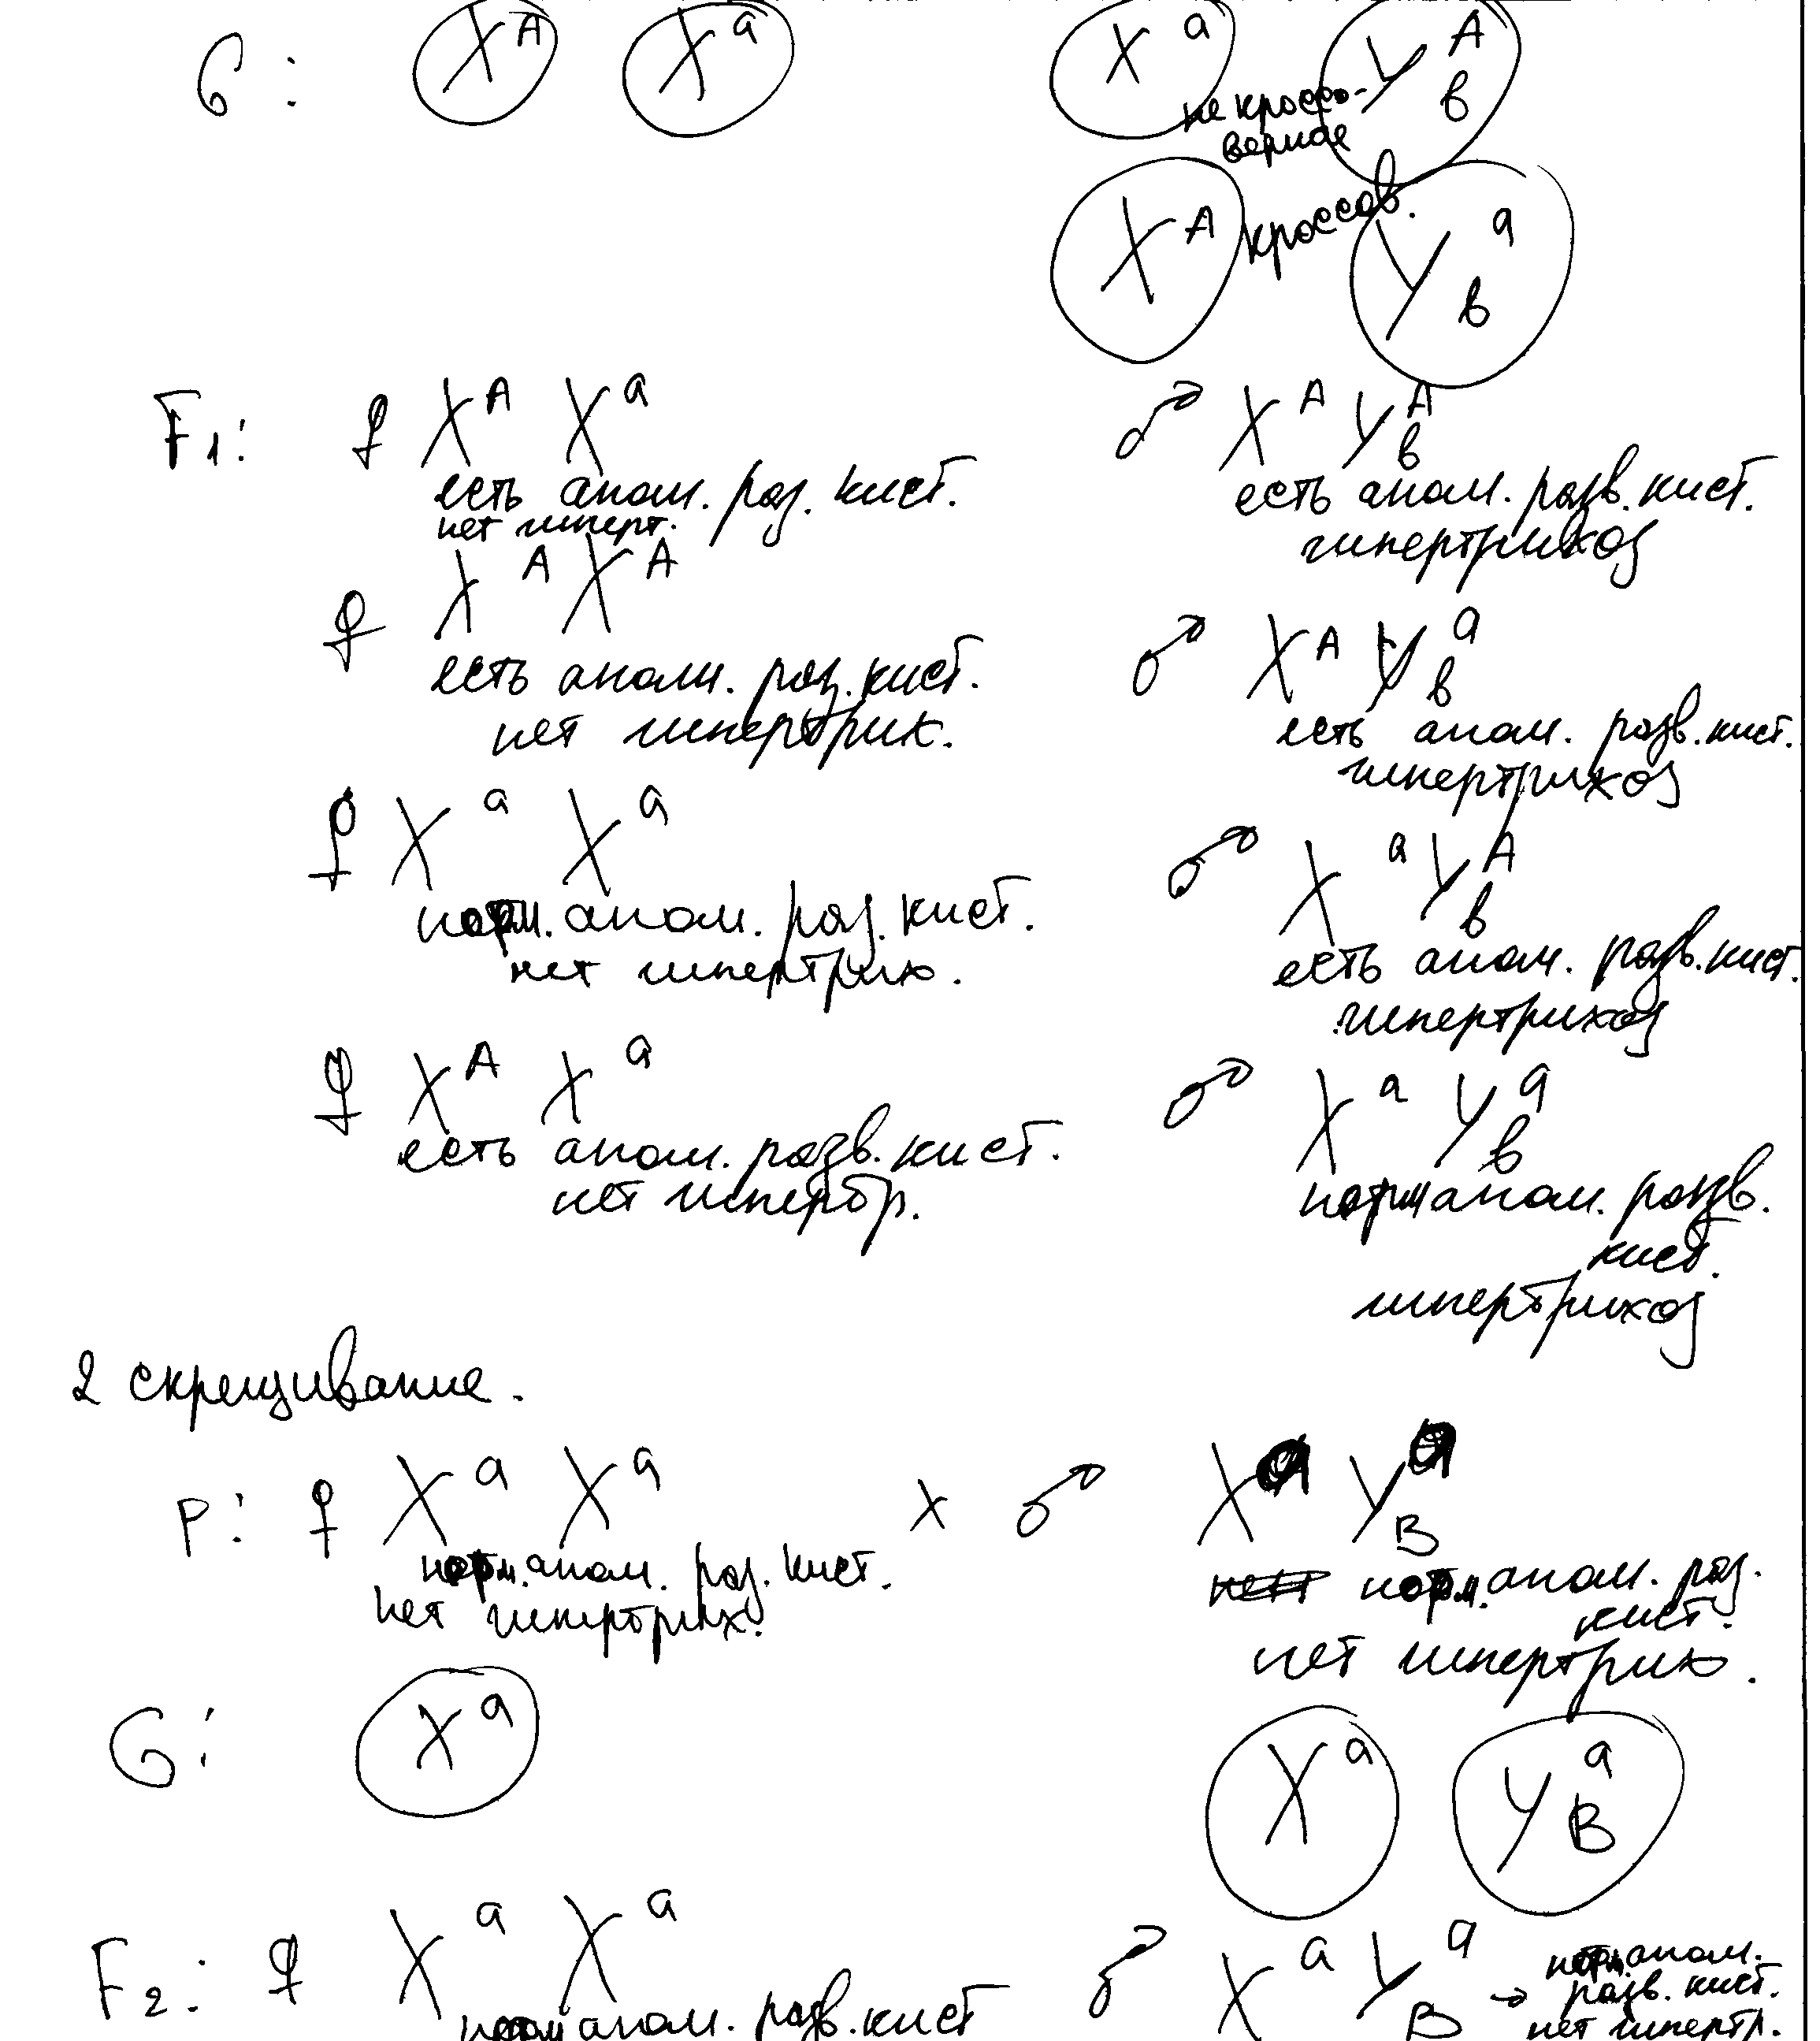 G: X^A X^a X^a Y^A_в
не кроссо-
верные
X^A кроссов. Y^a_в
F1: ♀ X^A X^a ♂ X^A Y^A_в
есть аном. раз. кист. есть аном. разв. кист.
нет гиперт. гипертрихоз
♀ X^A X^A ♂ X^A Y^a_в
есть аном. раз. кист. есть аном. разв. кист.
нет гипертрих. гипертрихоз
♀ X^a X^a ♂ X^a Y^A_в
норм. аном. раз. кист. есть аном. разв. кист.
нет гипертрих. гипертрихоз
♀ X^A X^a ♂ X^a Y^a_в
есть аном. разв. кист. норм аном. разв.
нет гипертр. кист.
гипертрихоз
2 скрещивание.
P: ♀ X^a X^a x ♂ X^a Y^a_B
норм. аном. раз. кист. норм. аном. раз.
нет гипертрих. кист.
нет гипертрих.
G: X^a X^a Y^a_B
F2: ♀ X^a X^a ♂ X^a Y^a_B → норм. аном.
норм аном. разв. кист разв. кист.
нет гипертр.